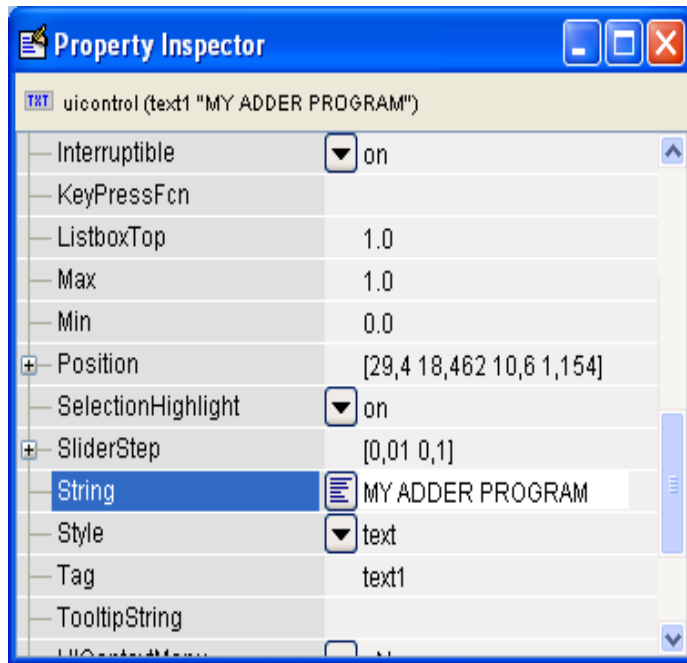 Property Inspector
TXT uicontrol (text1 "MY ADDER PROGRAM")
Interruptible on
KeyPressFcn
ListboxTop 1.0
Max 1.0
Min 0.0
Position [29,4 18,462 10,6 1,154]
SelectionHighlight on
SliderStep [0,01 0,1]
String MY ADDER PROGRAM
Style text
Tag text1
TooltipString